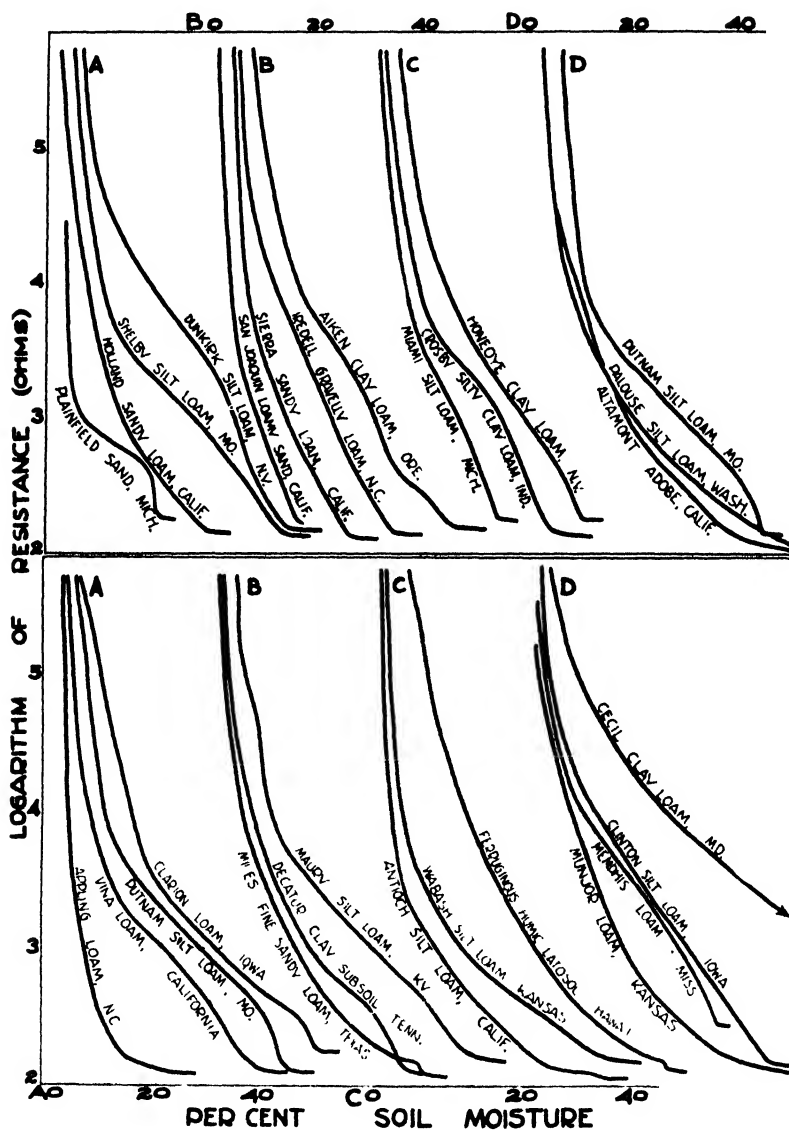 B0 20 40 D0 20 40
A B C D
5
4
3
2
PLAINFIELD SAND, MICH.
HOLLAND SANDY LOAM, CALIF.
SHELBY SILT LOAM, MO.
DUNKIRK SILT LOAM, N.Y.
SAN JOAQUIN LOAMY SAND, CALIF.
SIERRA SANDY LOAM, CALIF.
IREDELL GRAVELLY LOAM, N.C.
AIKEN CLAY LOAM, ORE.
MIAMI SILT LOAM, MICH.
CROSBY SILTY CLAY LOAM, IND.
HONEOYE CLAY LOAM, N.Y.
ALTAMONT ADOBE, CALIF.
PALOUSE SILT LOAM, WASH.
PUTNAM SILT LOAM, MO.
LOGARITHM OF RESISTANCE (OHMS)
A B C D
5
4
3
2
APPLING LOAM, N.C.
VINA LOAM, CALIFORNIA
PUTNAM SILT LOAM, MO.
CLARION LOAM, IOWA
MILES FINE SANDY LOAM, TEXAS
DECATUR CLAY SUBSOIL TENN.
MAURY SILT LOAM, KY
ANTIOCH SILT LOAM, CALIF.
WABASH SILT LOAM KANSAS
FERRUGINOUS HUMIC LATOSOL HAWAII
MUNJOR LOAM, KANSAS
MEMPHIS LOAM, MISS
CLINTON SILT LOAM IOWA
CECIL CLAY LOAM, MD.
A0 20 C0 20 40
PER CENT SOIL MOISTURE